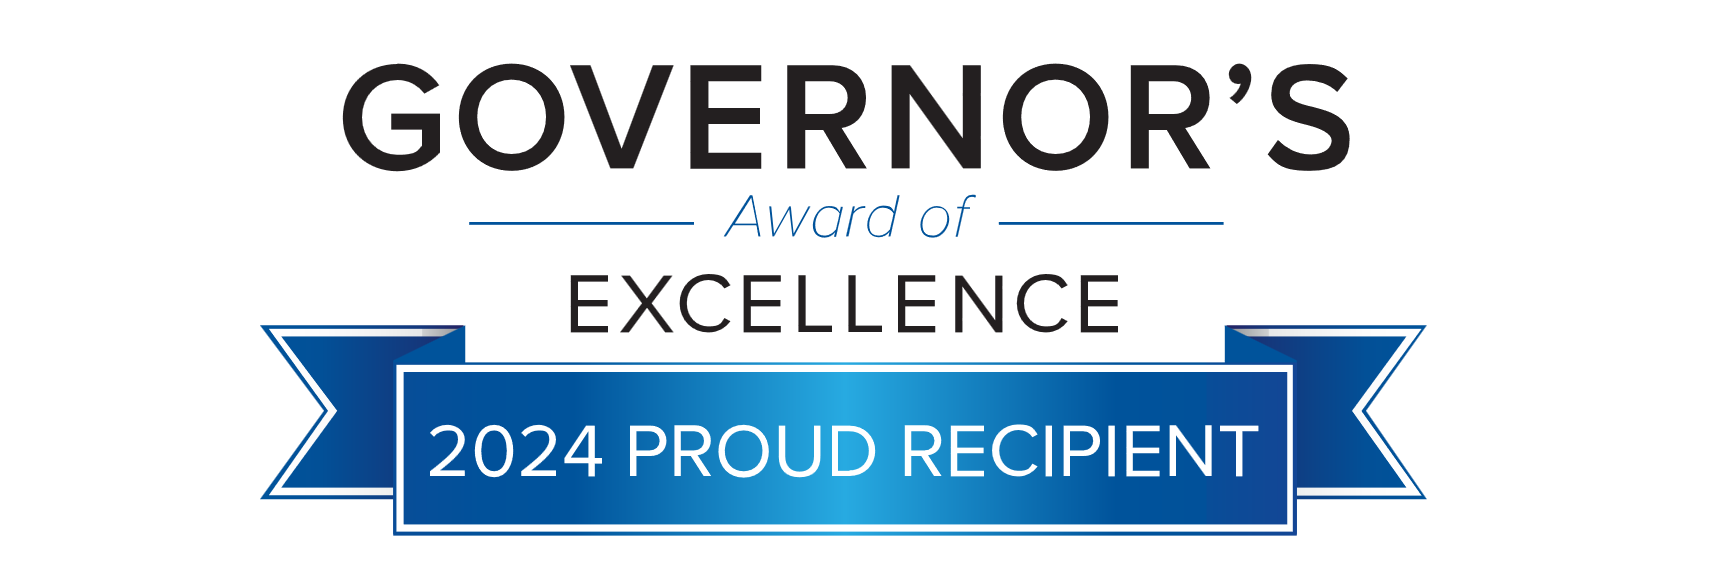 GOVERNOR’S
Award of
EXCELLENCE
2024 PROUD RECIPIENT